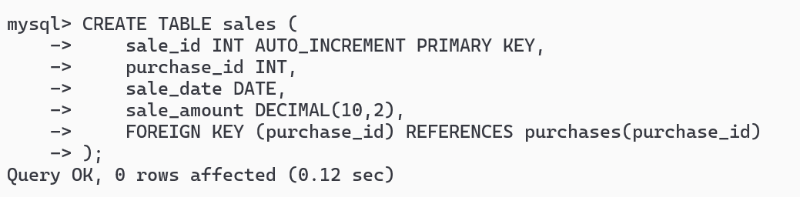 mysql> CREATE TABLE sales (
    ->     sale_id INT AUTO_INCREMENT PRIMARY KEY,
    ->     purchase_id INT,
    ->     sale_date DATE,
    ->     sale_amount DECIMAL(10,2),
    ->     FOREIGN KEY (purchase_id) REFERENCES purchases(purchase_id)
    -> );
Query OK, 0 rows affected (0.12 sec)